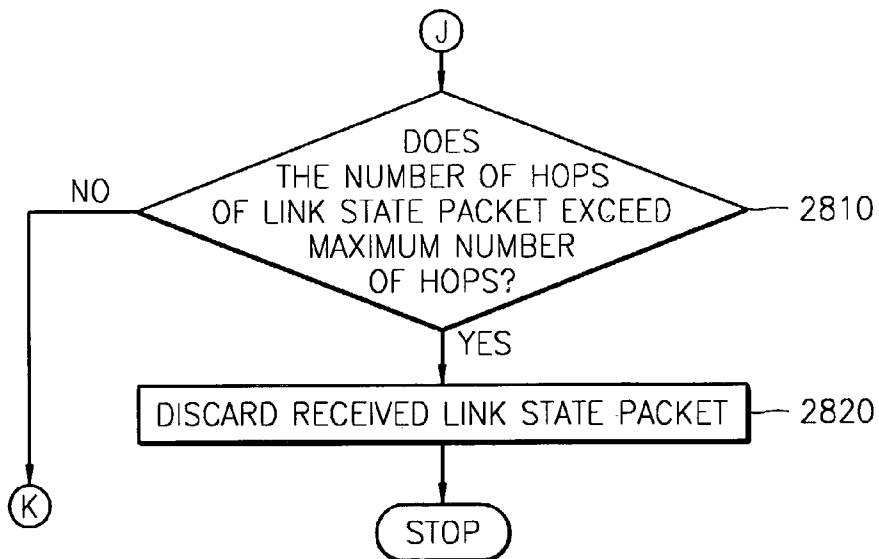 J
DOES
THE NUMBER OF HOPS
OF LINK STATE PACKET EXCEED
MAXIMUM NUMBER
OF HOPS?
NO
2810
YES
DISCARD RECEIVED LINK STATE PACKET
2820
K
STOP